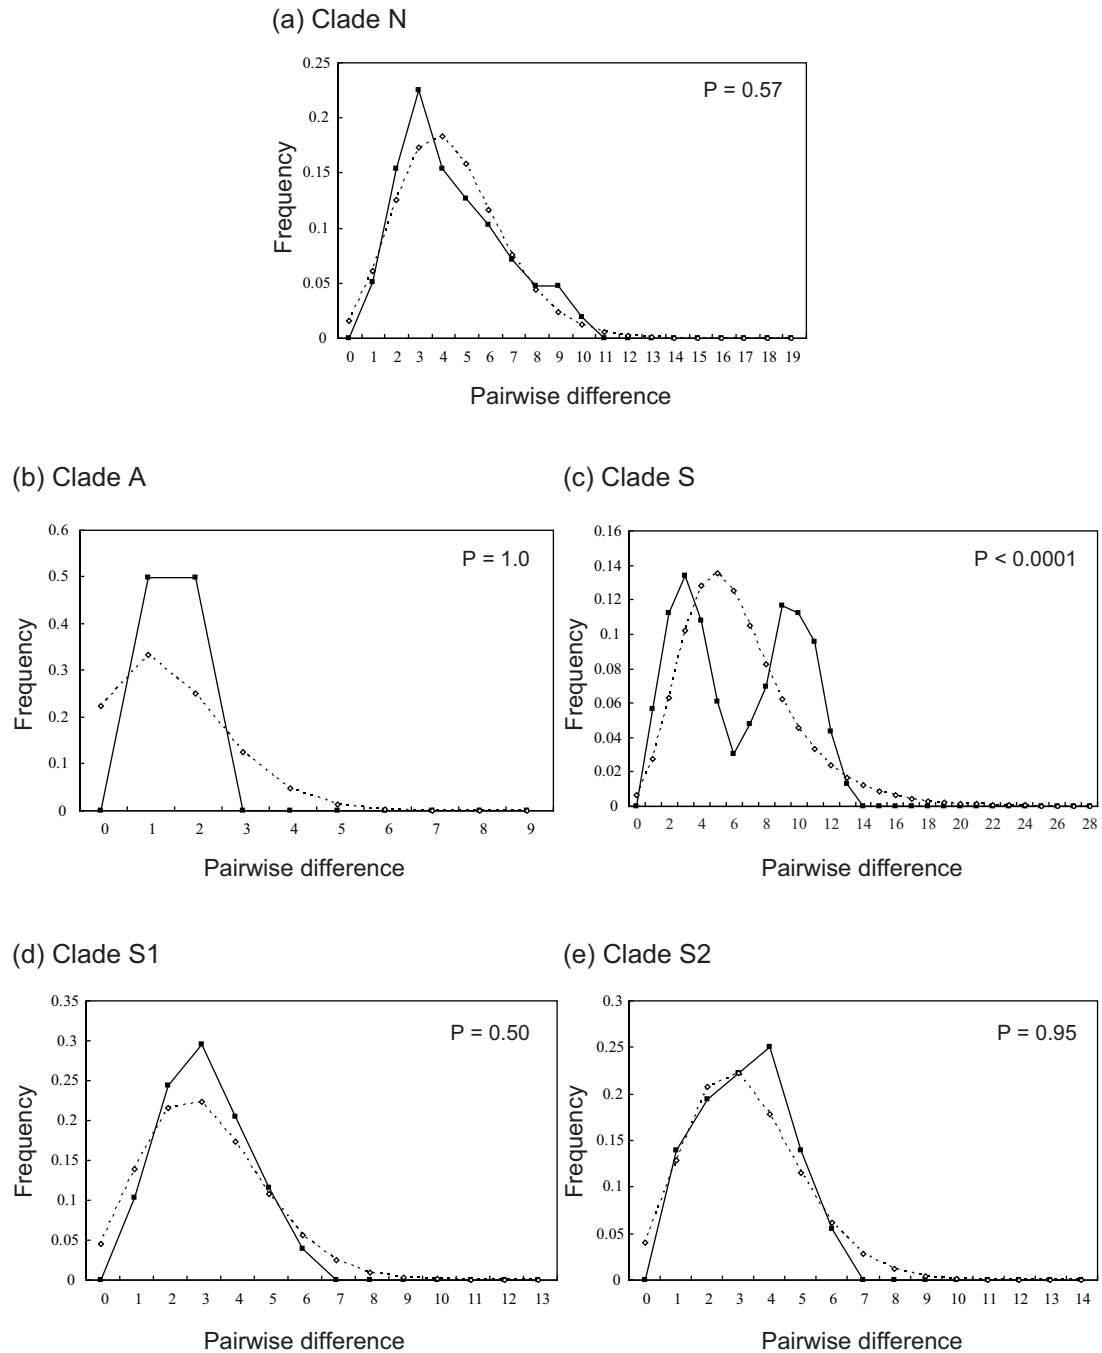 (a) Clade N
P = 0.57
0.25
0.2
0.15
0.1
0.05
0
Frequency
0 1 2 3 4 5 6 7 8 9 10 11 12 13 14 15 16 17 18 19
Pairwise difference
(b) Clade A
P = 1.0
0.6
0.5
0.4
0.3
0.2
0.1
0
Frequency
0 1 2 3 4 5 6 7 8 9
Pairwise difference
(c) Clade S
P < 0.0001
0.16
0.14
0.12
0.1
0.08
0.06
0.04
0.02
0
Frequency
0 2 4 6 8 10 12 14 16 18 20 22 24 26 28
Pairwise difference
(d) Clade S1
P = 0.50
0.35
0.3
0.25
0.2
0.15
0.1
0.05
0
Frequency
0 1 2 3 4 5 6 7 8 9 10 11 12 13
Pairwise difference
(e) Clade S2
P = 0.95
0.3
0.25
0.2
0.15
0.1
0.05
0
Frequency
0 1 2 3 4 5 6 7 8 9 10 11 12 13 14
Pairwise difference